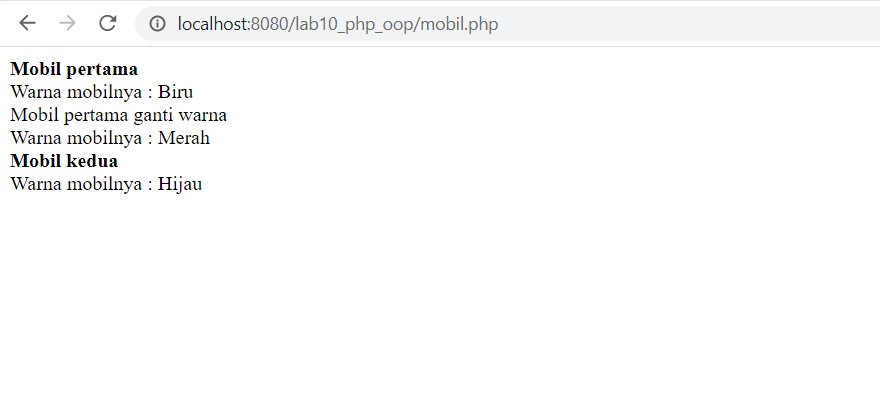 localhost:8080/lab10_php_oop/mobil.php
Mobil pertama
Warna mobilnya : Biru
Mobil pertama ganti warna
Warna mobilnya : Merah
Mobil kedua
Warna mobilnya : Hijau